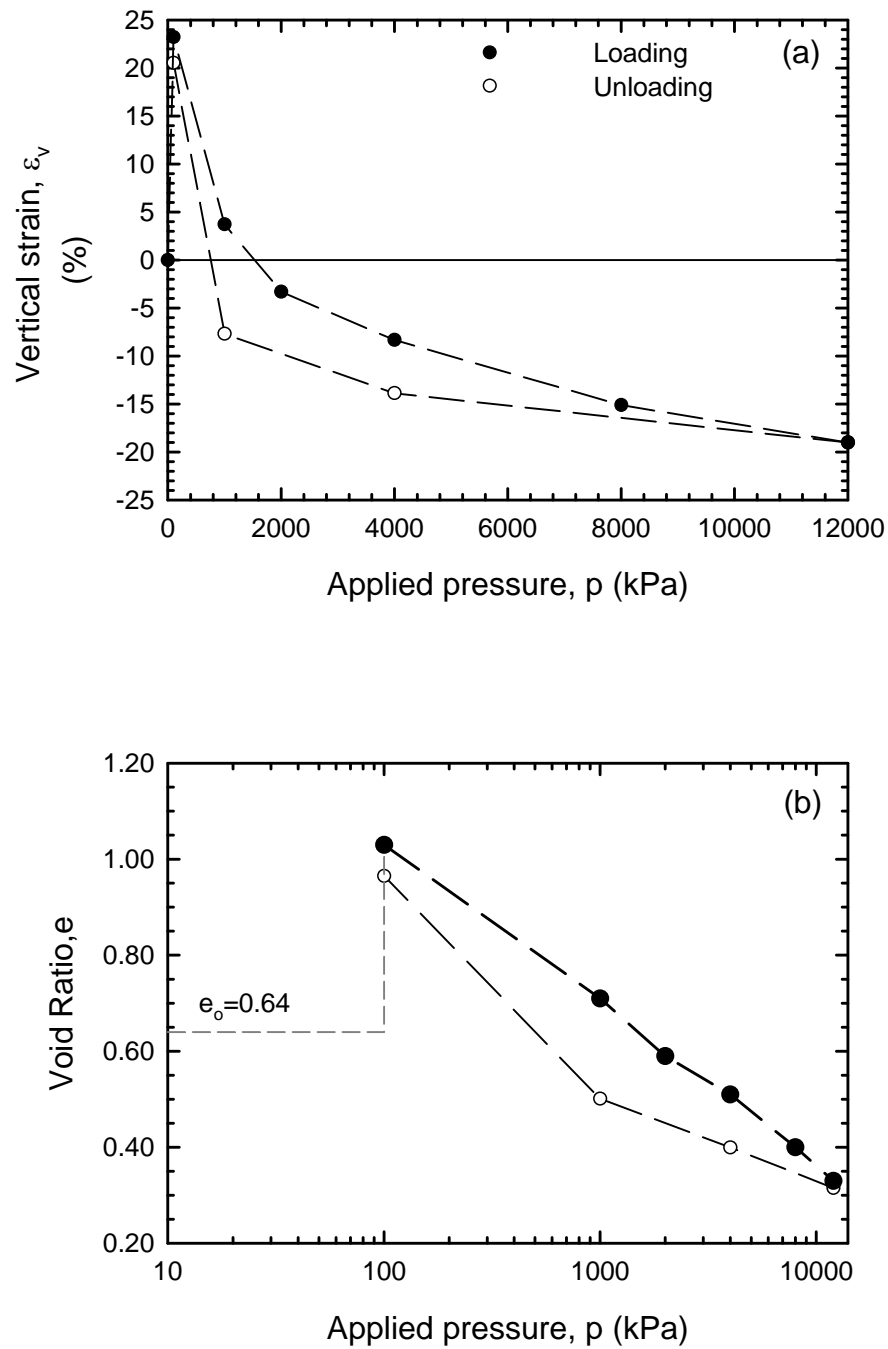 (a)
Loading
Unloading
25
20
15
10
5
0
-5
-10
-15
-20
-25
Vertical strain, εv
(%)
0 2000 4000 6000 8000 10000 12000
Applied pressure, p (kPa)
(b)
1.20
1.00
0.80
0.60
0.40
0.20
Void Ratio,e
eo=0.64
10 100 1000 10000
Applied pressure, p (kPa)